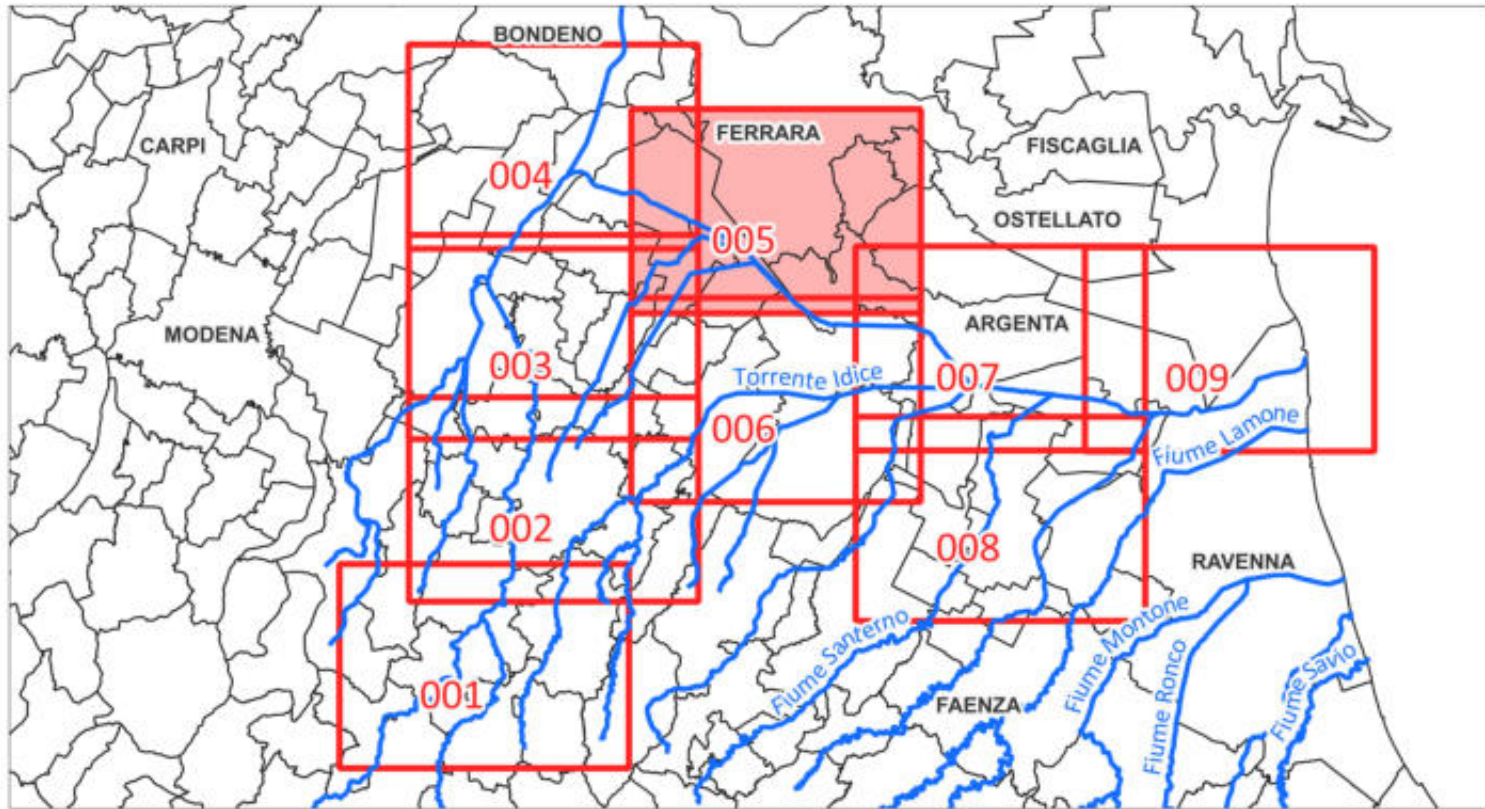 BONDENO
FERRARA
CARPI
FISCAGLIA
004
OSTELLATO
005
MODENA
ARGENTA
003
Torrente Idice
007
009
006
Fiume Lamone
002
008
RAVENNA
Fiume Santerno
Fiume Montone
001
Fiume Ronco
Fiume Savio
FAENZA